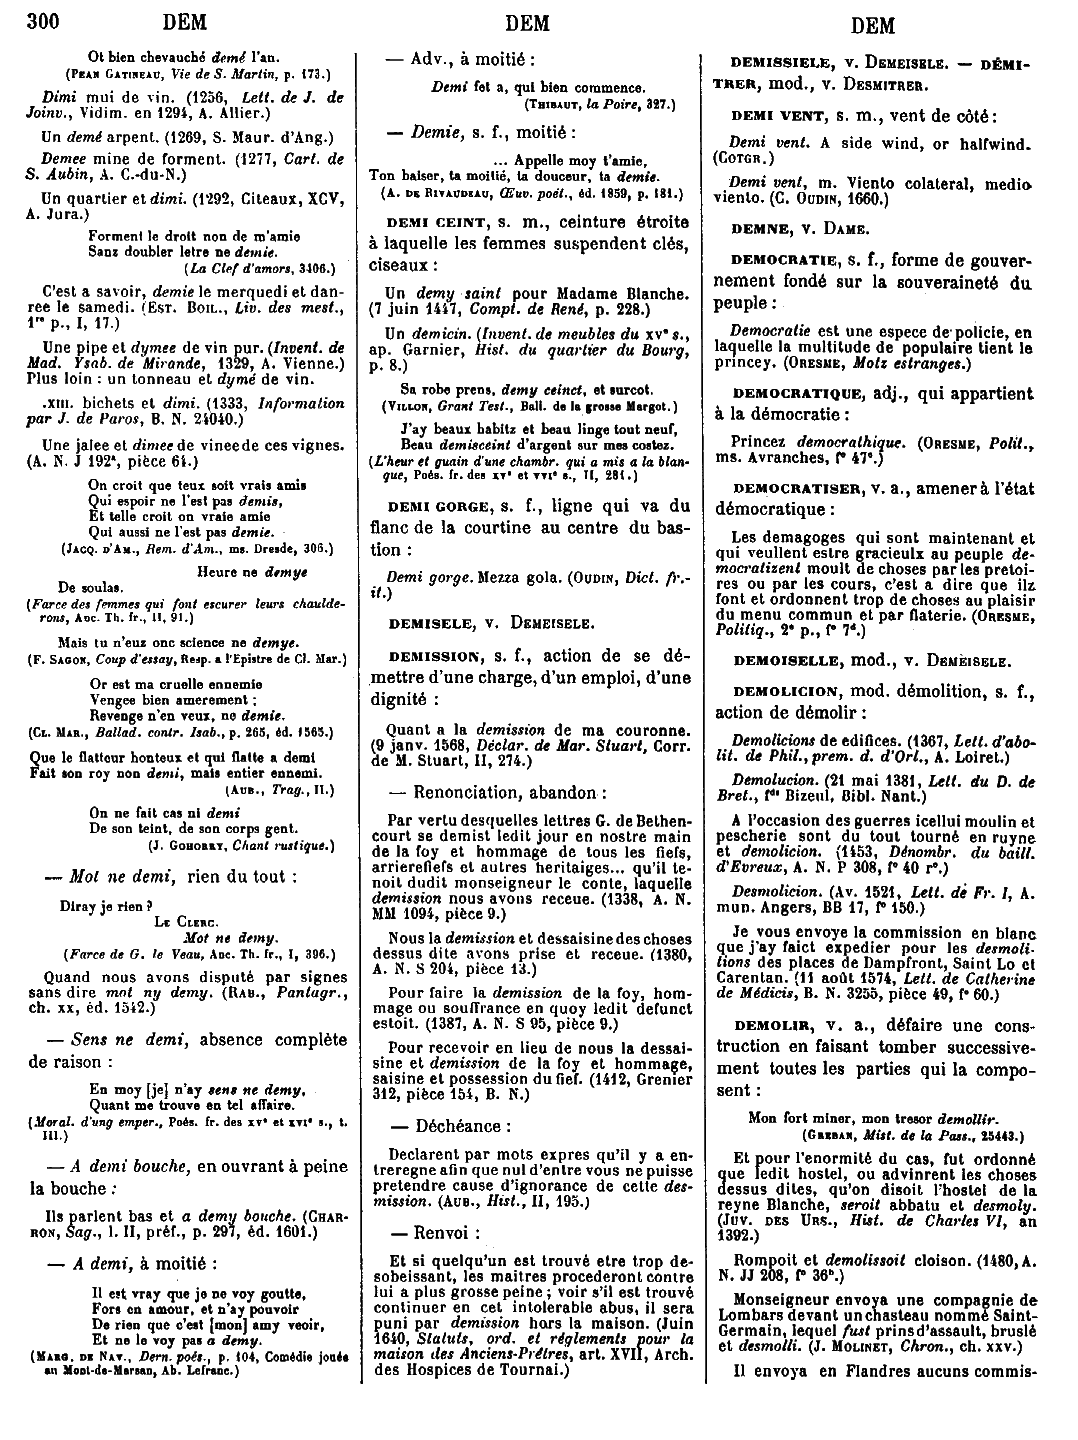 300 DEM DEM DEM
Ot bien chevauché demé l'an.
(PEAN GATINEAU, Vie de S. Martin, p. 173.)
Dimi mui de vin. (1256, Lett. de J. de
Joinv., Vidim. en 1294, A. Allier.)
Un demé arpent. (1269, S. Maur. d'Ang.)
Demee mine de forment. (1277, Cart. de
S. Aubin, A. C.-du-N.)
Un quartier et dimi. (1292, Citeaux, XCV,
A. Jura.)
Forment le droit non de m'amie
Sanz doubler letre ne demie.
(La Clef d'amors, 3406.)
C'est a savoir, demie le merquedi et dan-
ree le samedi. (EST. BOIL., Liv. des mest.,
1re p., I, 17.)
Une pipe et dymee de vin pur. (Invent. de
Mad. Ysab. de Mirande, 1329, A. Vienne.)
Plus loin : un tonneau et dymé de vin.
.XIII. bichets et dimi. (1333, Information
par J. de Paros, B. N. 24040.)
Une jalee et dimee de vinee de ces vignes.
(A. N. J 192a, pièce 64.)
On croit que teux soit vrais amis
Qui espoir ne l'est pas demis,
Et telle croit on vraie amie
Qui aussi ne l'est pas demie.
(JACQ. D'AM., Rem. d'Am., ms. Dresde, 306.)
Heure ne demye
De soulas.
(Farce des femmes qui font escurer leurs chaulde-
rons, Anc. Th. fr., II, 91.)
Mais tu n'euz onc science ne demye.
(F. SAGON, Coup d'essay, Resp. a l'Epistre de Cl. Mar.)
Or est ma cruelle ennemie
Vengee bien amerement ;
Revenge n'en veux, ne demie.
(CL. MAR., Ballad. contr. Isab., p. 265, éd. 1565.)
Que le flatteur honteux et qui flatte a demi
Fait son roy non demi, mais entier ennemi.
(AUB., Trag., II.)
On ne fait cas ni demi
De son teint, de son corps gent.
(J. GOHORRY, Chant rustique.)
— Mot ne demi, rien du tout :
Diray je rien ?
LE CLERC.
Mot ne demy.
(Farce de G. le Veau, Anc. Th. fr., I, 396.)
Quand nous avons disputé par signes
sans dire mot ny demy. (RAB., Pantagr.,
ch. XX, éd. 1542.)
— Sens ne demi, absence complète
de raison :
En moy [je] n'ay sens ne demy,
Quant me trouve en tel affaire.
(Moral. d'ung emper., Poés. fr. des XVe et XVIe s., t.
III.)
— A demi bouche, en ouvrant à peine
la bouche :
Ils parlent bas et a demy bouche. (CHAR-
RON, Sag., l. II, préf., p. 297, éd. 1601.)
— A demi, à moitié :
Il est vray que je ne voy goutte,
Fors en amour, et n'ay pouvoir
De rien que c'est [mon] amy veoir,
Et ne le voy pas a demy.
(MARG. DE NAV., Dern. poés., p. 104, Comédie jouée
au Mont-de-Marsan, Ab. Lefranc.)
— Adv., à moitié :
Demi fet a, qui bien commence.
(THIBAUT, la Poire, 327.)
— Demie, s. f., moitié :
... Appelle moy t'amie,
Ton baiser, ta moitié, ta douceur, ta demie.
(A. DE RIVAUDEAU, Œuv. poét., éd. 1859, p. 181.)
DEMI CEINT, s. m., ceinture étroite
à laquelle les femmes suspendent clés,
ciseaux :
Un demy saint pour Madame Blanche.
(7 juin 1447, Compt. de René, p. 228.)
Un demicin. (Invent. de meubles du XVe s.,
ap. Garnier, Hist. du quartier du Bourg,
p. 8.)
Sa robe prens, demy ceinct, et surcot.
(VILLON, Grant Test., Ball. de la grosse Margot.)
J'ay beaux habitz et beau linge tout neuf,
Beau demisceint d'argent sur mes costez.
(L'heur et guain d'une chambr. qui a mis a la blan-
que, Poés. fr. des XVe et XVIe s., II, 281.)
DEMI GORGE, s. f., ligne qui va du
flanc de la courtine au centre du bas-
tion :
Demi gorge. Mezza gola. (OUDIN, Dict. fr.-
it.)
DEMISELE, v. DEMEISELE.
DEMISSION, s. f., action de se dé-
mettre d'une charge, d'un emploi, d'une
dignité :
Quant a la demission de ma couronne.
(9 janv. 1568, Déclar. de Mar. Stuart, Corr.
de M. Stuart, II, 274.)
— Renonciation, abandon :
Par vertu desquelles lettres G. de Bethen-
court se demist ledit jour en nostre main
de la foy et hommage de tous les fiefs,
arrierefiefs et autres heritaiges... qu'il te-
noit dudit monseigneur le conte, laquelle
demission nous avons receue. (1338, A. N.
MM 1094, pièce 9.)
Nous la demission et dessaisine des choses
dessus dite avons prise et receue. (1380,
A. N. S 204, pièce 13.)
Pour faire la demission de la foy, hom-
mage ou souffrance en quoy ledit defunct
estoit. (1387, A. N. S 95, pièce 9.)
Pour recevoir en lieu de nous la dessai-
sine et demission de la foy et hommage,
saisine et possession du fief. (1412, Grenier
312, pièce 154, B. N.)
— Déchéance :
Declarent par mots expres qu'il y a en-
treregne afin que nul d'entre vous ne puisse
pretendre cause d'ignorance de cette des-
mission. (AUB., Hist., II, 195.)
— Renvoi :
Et si quelqu'un est trouvé etre trop de-
sobeissant, les maitres procederont contre
lui a plus grosse peine ; voir s'il est trouvé
continuer en cet intolerable abus, il sera
puni par demission hors la maison. (Juin
1640, Statuts, ord. et réglements pour la
maison des Anciens-Prêtres, art. XVII, Arch.
des Hospices de Tournai.)
DEMISSIELE, v. DEMEISELE. — DÉMI-
TRER, mod., v. DESMITRER.
DEMI VENT, s. m., vent de côté :
Demi vent. A side wind, or halfwind.
(COTGR.)
Demi vent, m. Viento colateral, medio
viento. (C. OUDIN, 1660.)
DEMNE, v. DAME.
DEMOCRATIE, s. f., forme de gouver-
nement fondé sur la souveraineté du
peuple :
Democratie est une espece de policie, en
laquelle la multitude de populaire tient le
princey. (ORESME, Motz estranges.)
DEMOCRATIQUE, adj., qui appartient
à la démocratie :
Princez democrathique. (ORESME, Polit.,
ms. Avranches, f° 47c.)
DEMOCRATISER, v. a., amener à l'état
démocratique :
Les demagoges qui sont maintenant et
qui veullent estre gracieulx au peuple de-
mocratizent moult de choses par les pretoi-
res ou par les cours, c'est a dire que ilz
font et ordonnent trop de choses au plaisir
du menu commun et par flaterie. (ORESME,
Politiq., 2e p., f° 7d.)
DEMOISELLE, mod., v. DEMEISELE.
DEMOLICION, mod. démolition, s. f.,
action de démolir :
Demolicions de edifices. (1367, Lett. d'abo-
lit. de Phil., prem. d. d'Orl., A. Loiret.)
Demolucion. (21 mai 1381, Lett. du D. de
Bret., fds Bizeul, Bibl. Nant.)
A l'occasion des guerres icellui moulin et
pescherie sont du tout tourné en ruyne
et demolicion. (1453, Dénombr. du baill.
d'Evreux, A. N. P 308, f° 40 r°.)
Desmolicion. (Av. 1521, Lett. de Fr. I, A.
mun. Angers, BB 17, f° 150.)
Je vous envoye la commission en blanc
que j'ay faict expedier pour les desmoli-
tions des places de Dampfront, Saint Lo et
Carentan. (11 août 1574, Lett. de Catherine
de Médicis, B. N. 3255, pièce 49, f° 60.)
DEMOLIR, v. a., défaire une cons-
truction en faisant tomber successive-
ment toutes les parties qui la compo-
sent :
Mon fort miner, mon tresor demollir.
(GREBAN, Mist. de la Pass., 25443.)
Et pour l'enormité du cas, fut ordonné
que ledit hostel, ou advinrent les choses
dessus dites, qu'on disoit l'hostel de la
reyne Blanche, seroit abbatu et desmoly.
(JUV. DES URS., Hist. de Charles VI, an
1392.)
Rompoit et demolissoit cloison. (1480, A.
N. JJ 208, f° 36b.)
Monseigneur envoya une compagnie de
Lombars devant un chasteau nommé Saint-
Germain, lequel fust prins d'assault, bruslé
et desmolli. (J. MOLINET, Chron., ch. XXV.)
Il envoya en Flandres aucuns commis-